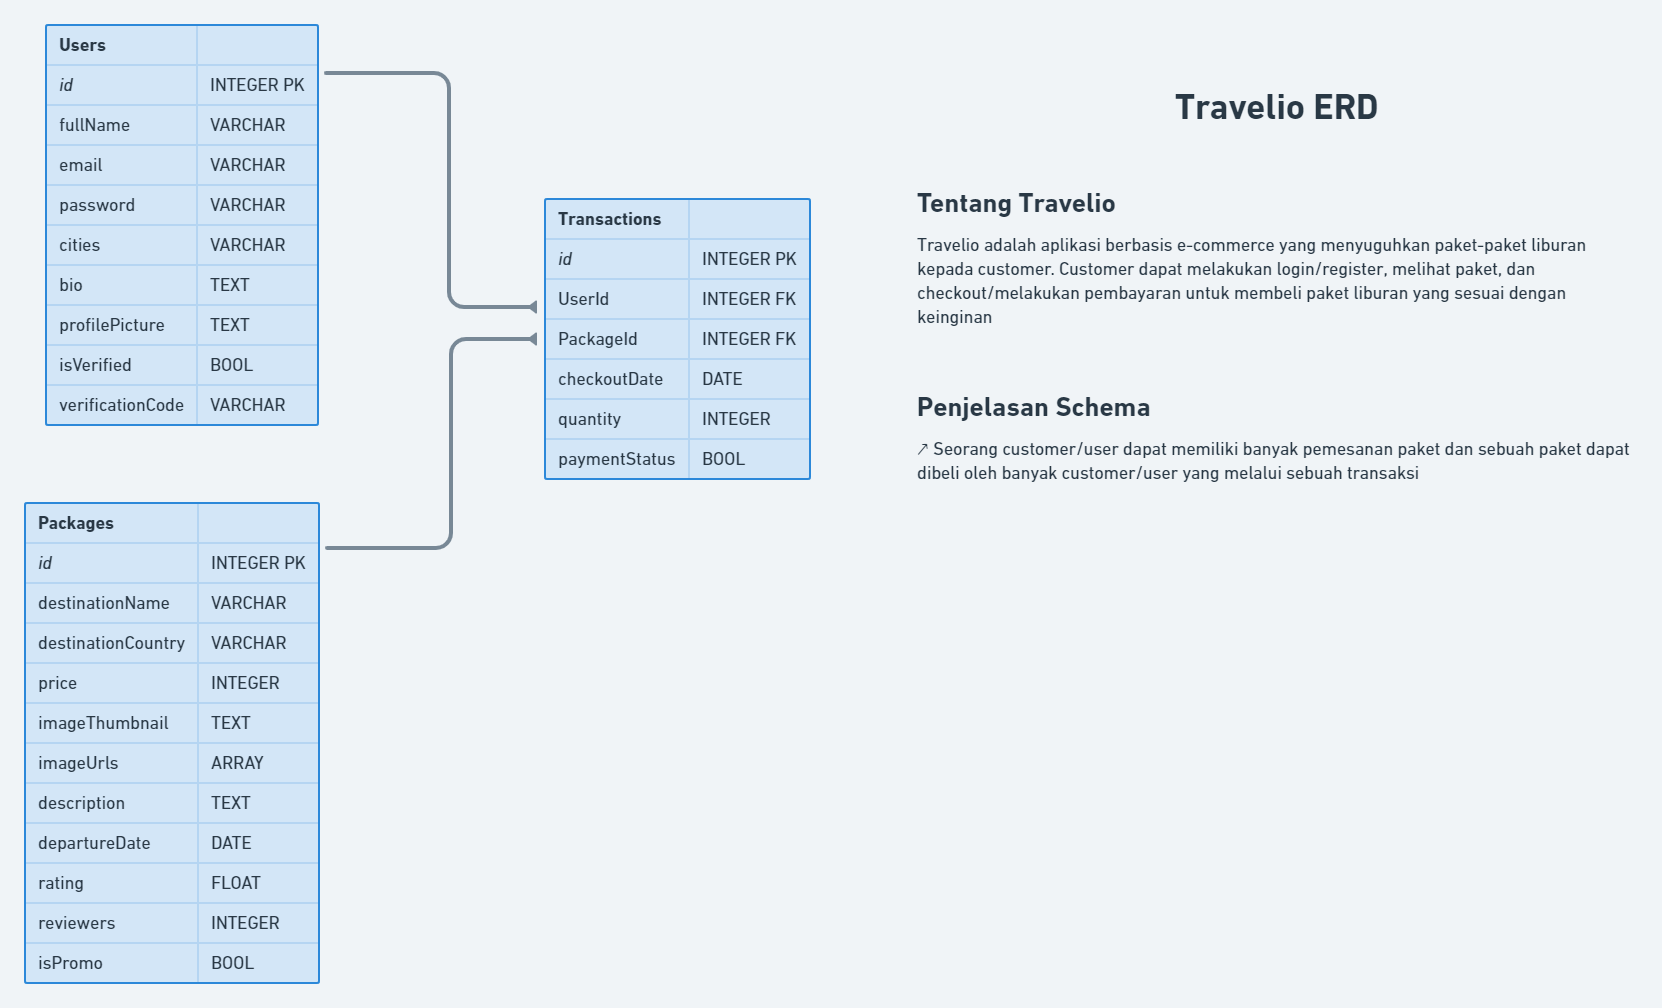 Users
id INTEGER PK
fullName VARCHAR
email VARCHAR
password VARCHAR
cities VARCHAR
bio TEXT
profilePicture TEXT
isVerified BOOL
verificationCode VARCHAR
Packages
id INTEGER PK
destinationName VARCHAR
destinationCountry VARCHAR
price INTEGER
imageThumbnail TEXT
imageUrls ARRAY
description TEXT
departureDate DATE
rating FLOAT
reviewers INTEGER
isPromo BOOL
Transactions
id INTEGER PK
UserId INTEGER FK
PackageId INTEGER FK
checkoutDate DATE
quantity INTEGER
paymentStatus BOOL
Travelio ERD
Tentang Travelio
Travelio adalah aplikasi berbasis e-commerce yang menyuguhkan paket-paket liburan
kepada customer. Customer dapat melakukan login/register, melihat paket, dan
checkout/melakukan pembayaran untuk membeli paket liburan yang sesuai dengan
keinginan
Penjelasan Schema
↗ Seorang customer/user dapat memiliki banyak pemesanan paket dan sebuah paket dapat
dibeli oleh banyak customer/user yang melalui sebuah transaksi